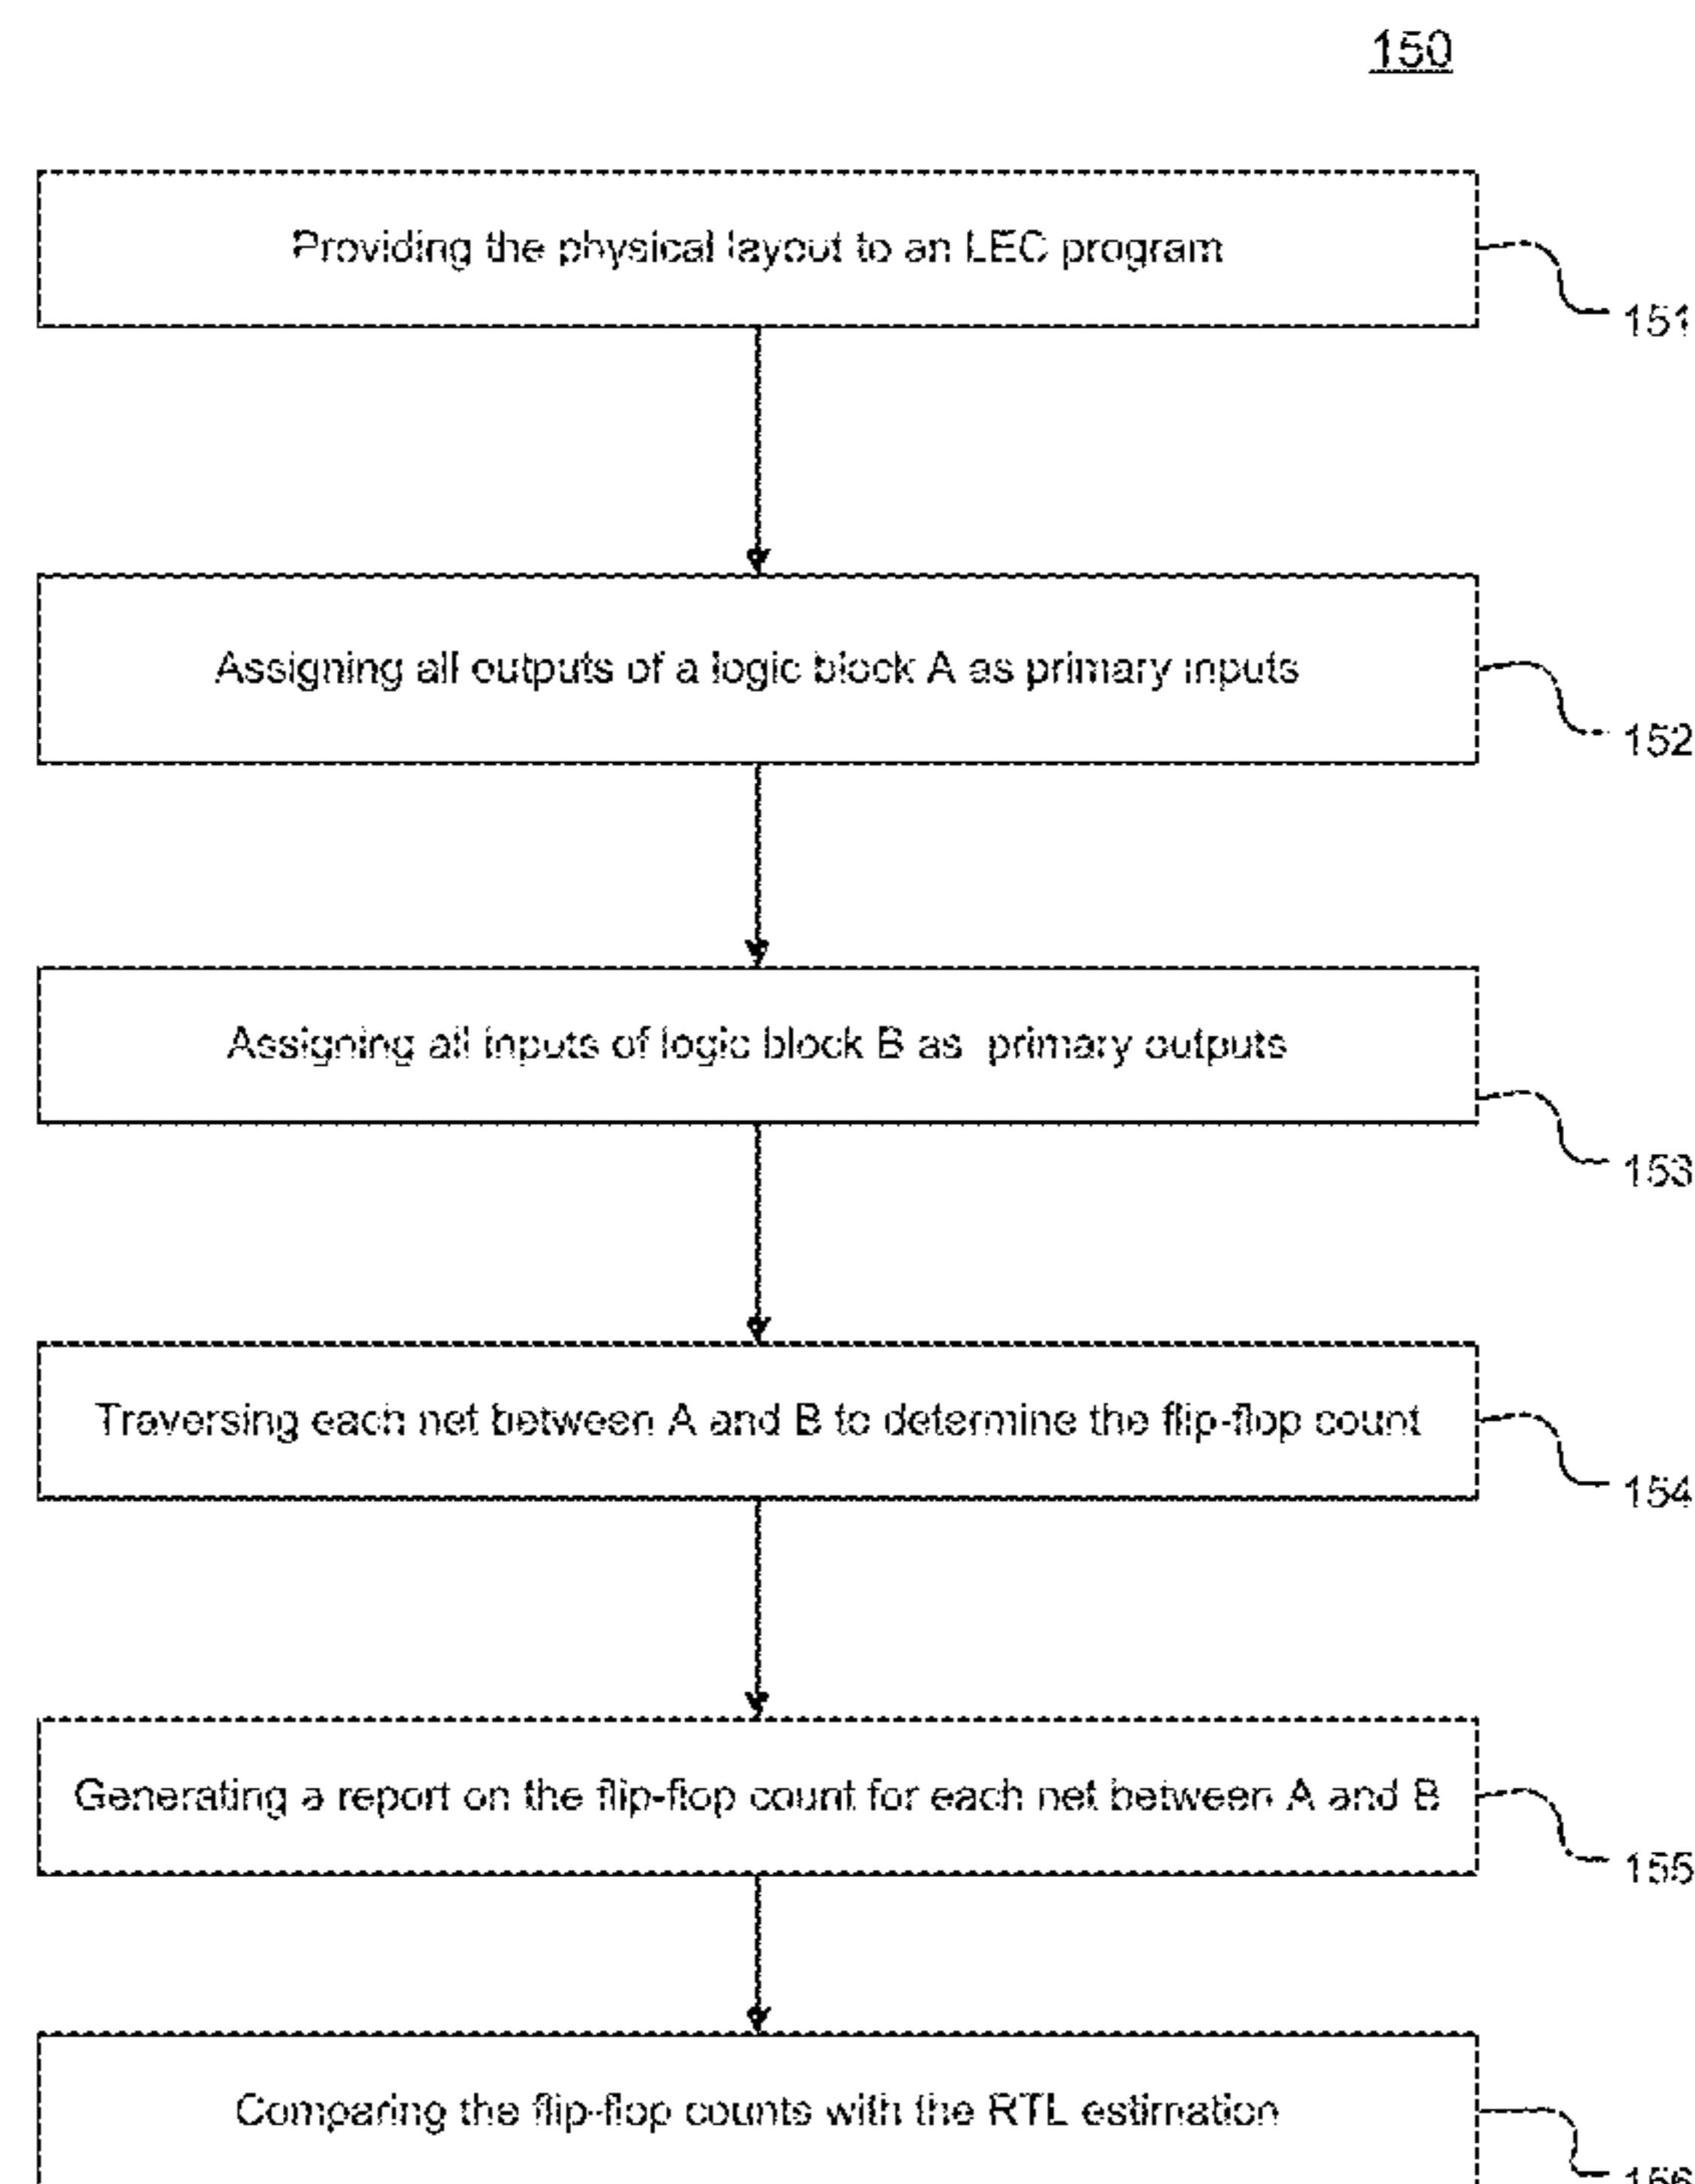 150
Providing the physical layout to an LEC program
151
Assigning all outputs of a logic block A as primary inputs
152
Assigning all inputs of logic block B as primary outputs
153
Traversing each net between A and B to determine the flip-flop count
154
Generating a report on the flip-flop count for each net between A and B
155
Comparing the flip-flop counts with the RTL estimation
156